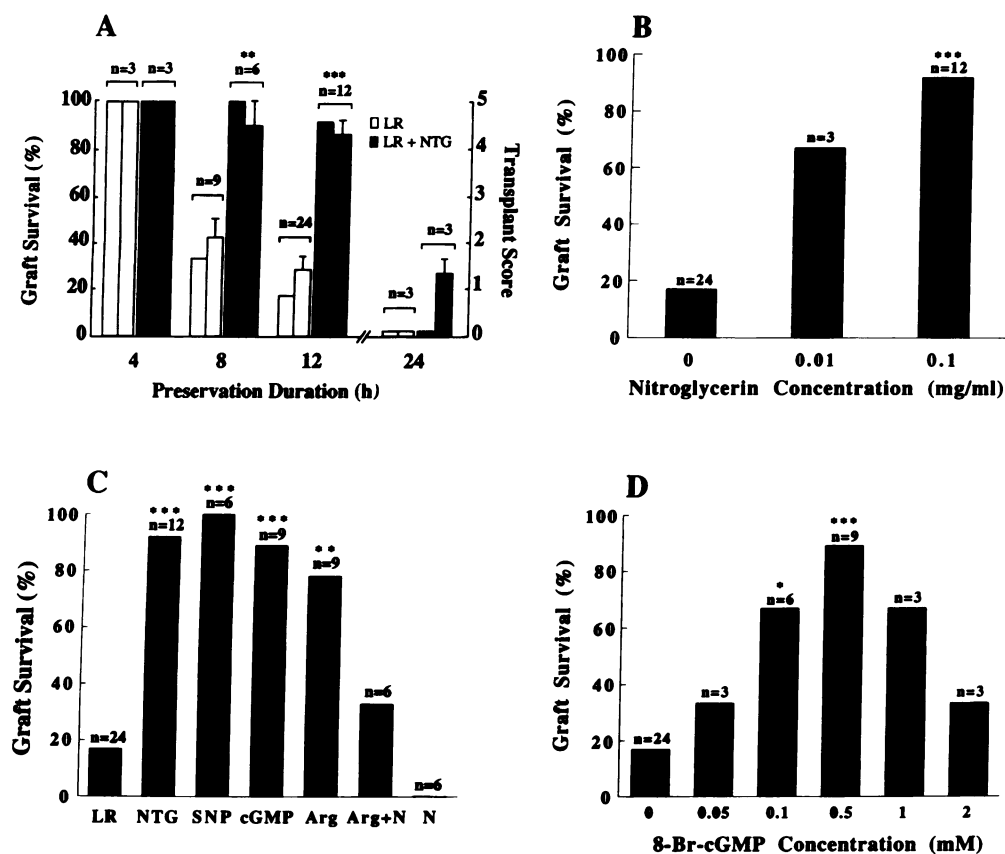 A
n=3
n=3
**
n=6
***
n=12
LR
LR + NTG
n=9
n=24
n=3
n=3
100
80
60
40
20
0
Graft Survival (%)
5
4
3
2
1
0
Transplant Score
4
8
12
24
Preservation Duration (h)
B
***
n=12
n=3
n=24
100
80
60
40
20
0
Graft Survival (%)
0
0.01
0.1
Nitroglycerin Concentration (mg/ml)
C
***
n=12
***
n=6
***
n=9
**
n=9
n=6
n=24
n=6
100
80
60
40
20
0
Graft Survival (%)
LR NTG SNP cGMP Arg Arg+N N
D
***
n=9
*
n=6
n=3
n=3
n=3
n=24
100
80
60
40
20
0
Graft Survival (%)
0 0.05 0.1 0.5 1 2
8-Br-cGMP Concentration (mM)